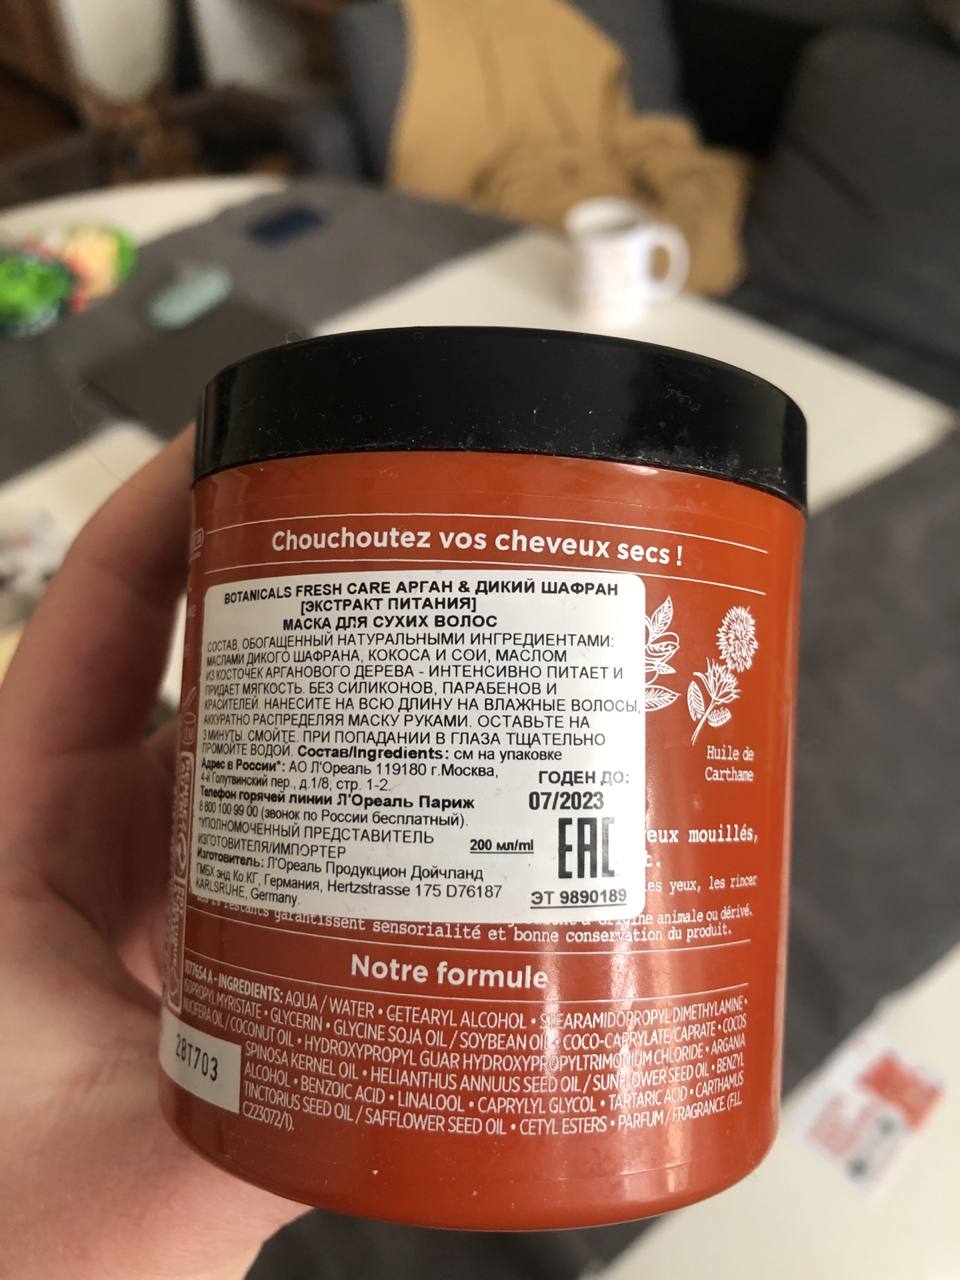 Chouchoutez vos cheveux secs !
BOTANICALS FRESH CARE АРГАН & ДИКИЙ ШАФРАН
[ЭКСТРАКТ ПИТАНИЯ]
МАСКА ДЛЯ СУХИХ ВОЛОС
СОСТАВ, ОБОГАЩЕННЫЙ НАТУРАЛЬНЫМИ ИНГРЕДИЕНТАМИ:
МАСЛАМИ ДИКОГО ШАФРАНА, КОКОСА И СОИ, МАСЛОМ
ИЗ КОСТОЧЕК АРГАНОВОГО ДЕРЕВА - ИНТЕНСИВНО ПИТАЕТ И
ПРИДАЕТ МЯГКОСТЬ. БЕЗ СИЛИКОНОВ, ПАРАБЕНОВ И
КРАСИТЕЛЕЙ. НАНЕСИТЕ НА ВСЮ ДЛИНУ НА ВЛАЖНЫЕ ВОЛОСЫ,
АККУРАТНО РАСПРЕДЕЛЯЯ МАСКУ РУКАМИ. ОСТАВЬТЕ НА
3 МИНУТЫ. СМОЙТЕ. ПРИ ПОПАДАНИИ В ГЛАЗА ТЩАТЕЛЬНО
ПРОМОЙТЕ ВОДОЙ. Состав/Ingredients: см на упаковке
Адрес в России*: АО Л'Ореаль 119180 г.Москва,
4-й Голутвинский пер., д.1/8, стр. 1-2.
Телефон горячей линии Л'Ореаль Париж
8 800 100 99 00 (звонок по России бесплатный).
*УПОЛНОМОЧЕННЫЙ ПРЕДСТАВИТЕЛЬ
ИЗГОТОВИТЕЛЯ/ИМПОРТЕР
Изготовитель: Л'Ореаль Продукцион Дойчланд
ГМБХ энд Ко.КГ, Германия, Hertzstrasse 175 D76187
KARLSRUHE, Germany.
ГОДЕН ДО:
07/2023
200 мл/ml
EAC
ЭТ 9890189
Huile de
Carthame
mouillés,
les yeux, les rincer
origine animale ou dérivé.
restants garantissent sensorialité et bonne conservation du produit.
Notre formule
1077654 A - INGREDIENTS: AQUA / WATER • CETEARYL ALCOHOL • STEARAMIDOPROPYL DIMETHYLAMINE •
ISOPROPYL MYRISTATE • GLYCERIN • GLYCINE SOJA OIL / SOYBEAN OIL • COCO-CAPRYLATE/CAPRATE • COCOS
NUCIFERA OIL / COCONUT OIL • HYDROXYPROPYL GUAR HYDROXYPROPYLTRIMONIUM CHLORIDE • ARGANIA
SPINOSA KERNEL OIL • HELIANTHUS ANNUUS SEED OIL / SUNFLOWER SEED OIL • BENZYL
ALCOHOL • BENZOIC ACID • LINALOOL • CAPRYLYL GLYCOL • TARTARIC ACID • CARTHAMUS
TINCTORIUS SEED OIL / SAFFLOWER SEED OIL • CETYL ESTERS • PARFUM / FRAGRANCE. (F.I.L.
C223072/1).
28T703